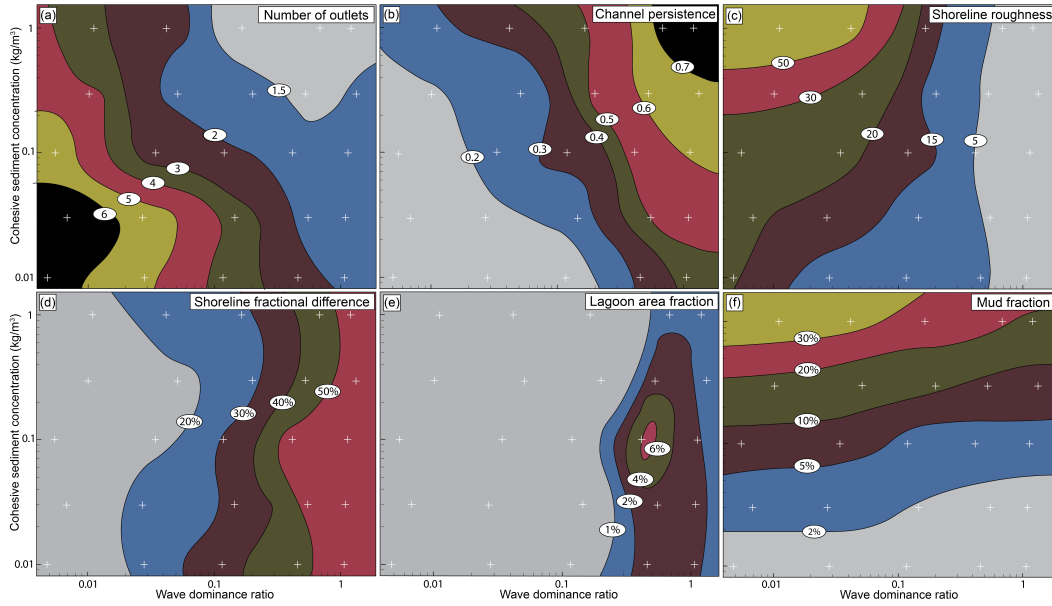 (a)
Number of outlets
Cohesive sediment concentration (kg/m³)
1
0.1
0.01
1.5
2
3
4
5
6
(b)
Channel persistence
0.7
0.6
0.5
0.4
0.3
0.2
(c)
Shoreline roughness
50
30
20
15
5
(d)
Shoreline fractional difference
Cohesive sediment concentration (kg/m³)
1
0.1
0.01
20%
30%
40%
50%
0.01
0.1
1
Wave dominance ratio
(e)
Lagoon area fraction
6%
4%
2%
1%
0.1
1
Wave dominance ratio
(f)
Mud fraction
30%
20%
10%
5%
2%
0.01
0.1
1
Wave dominance ratio